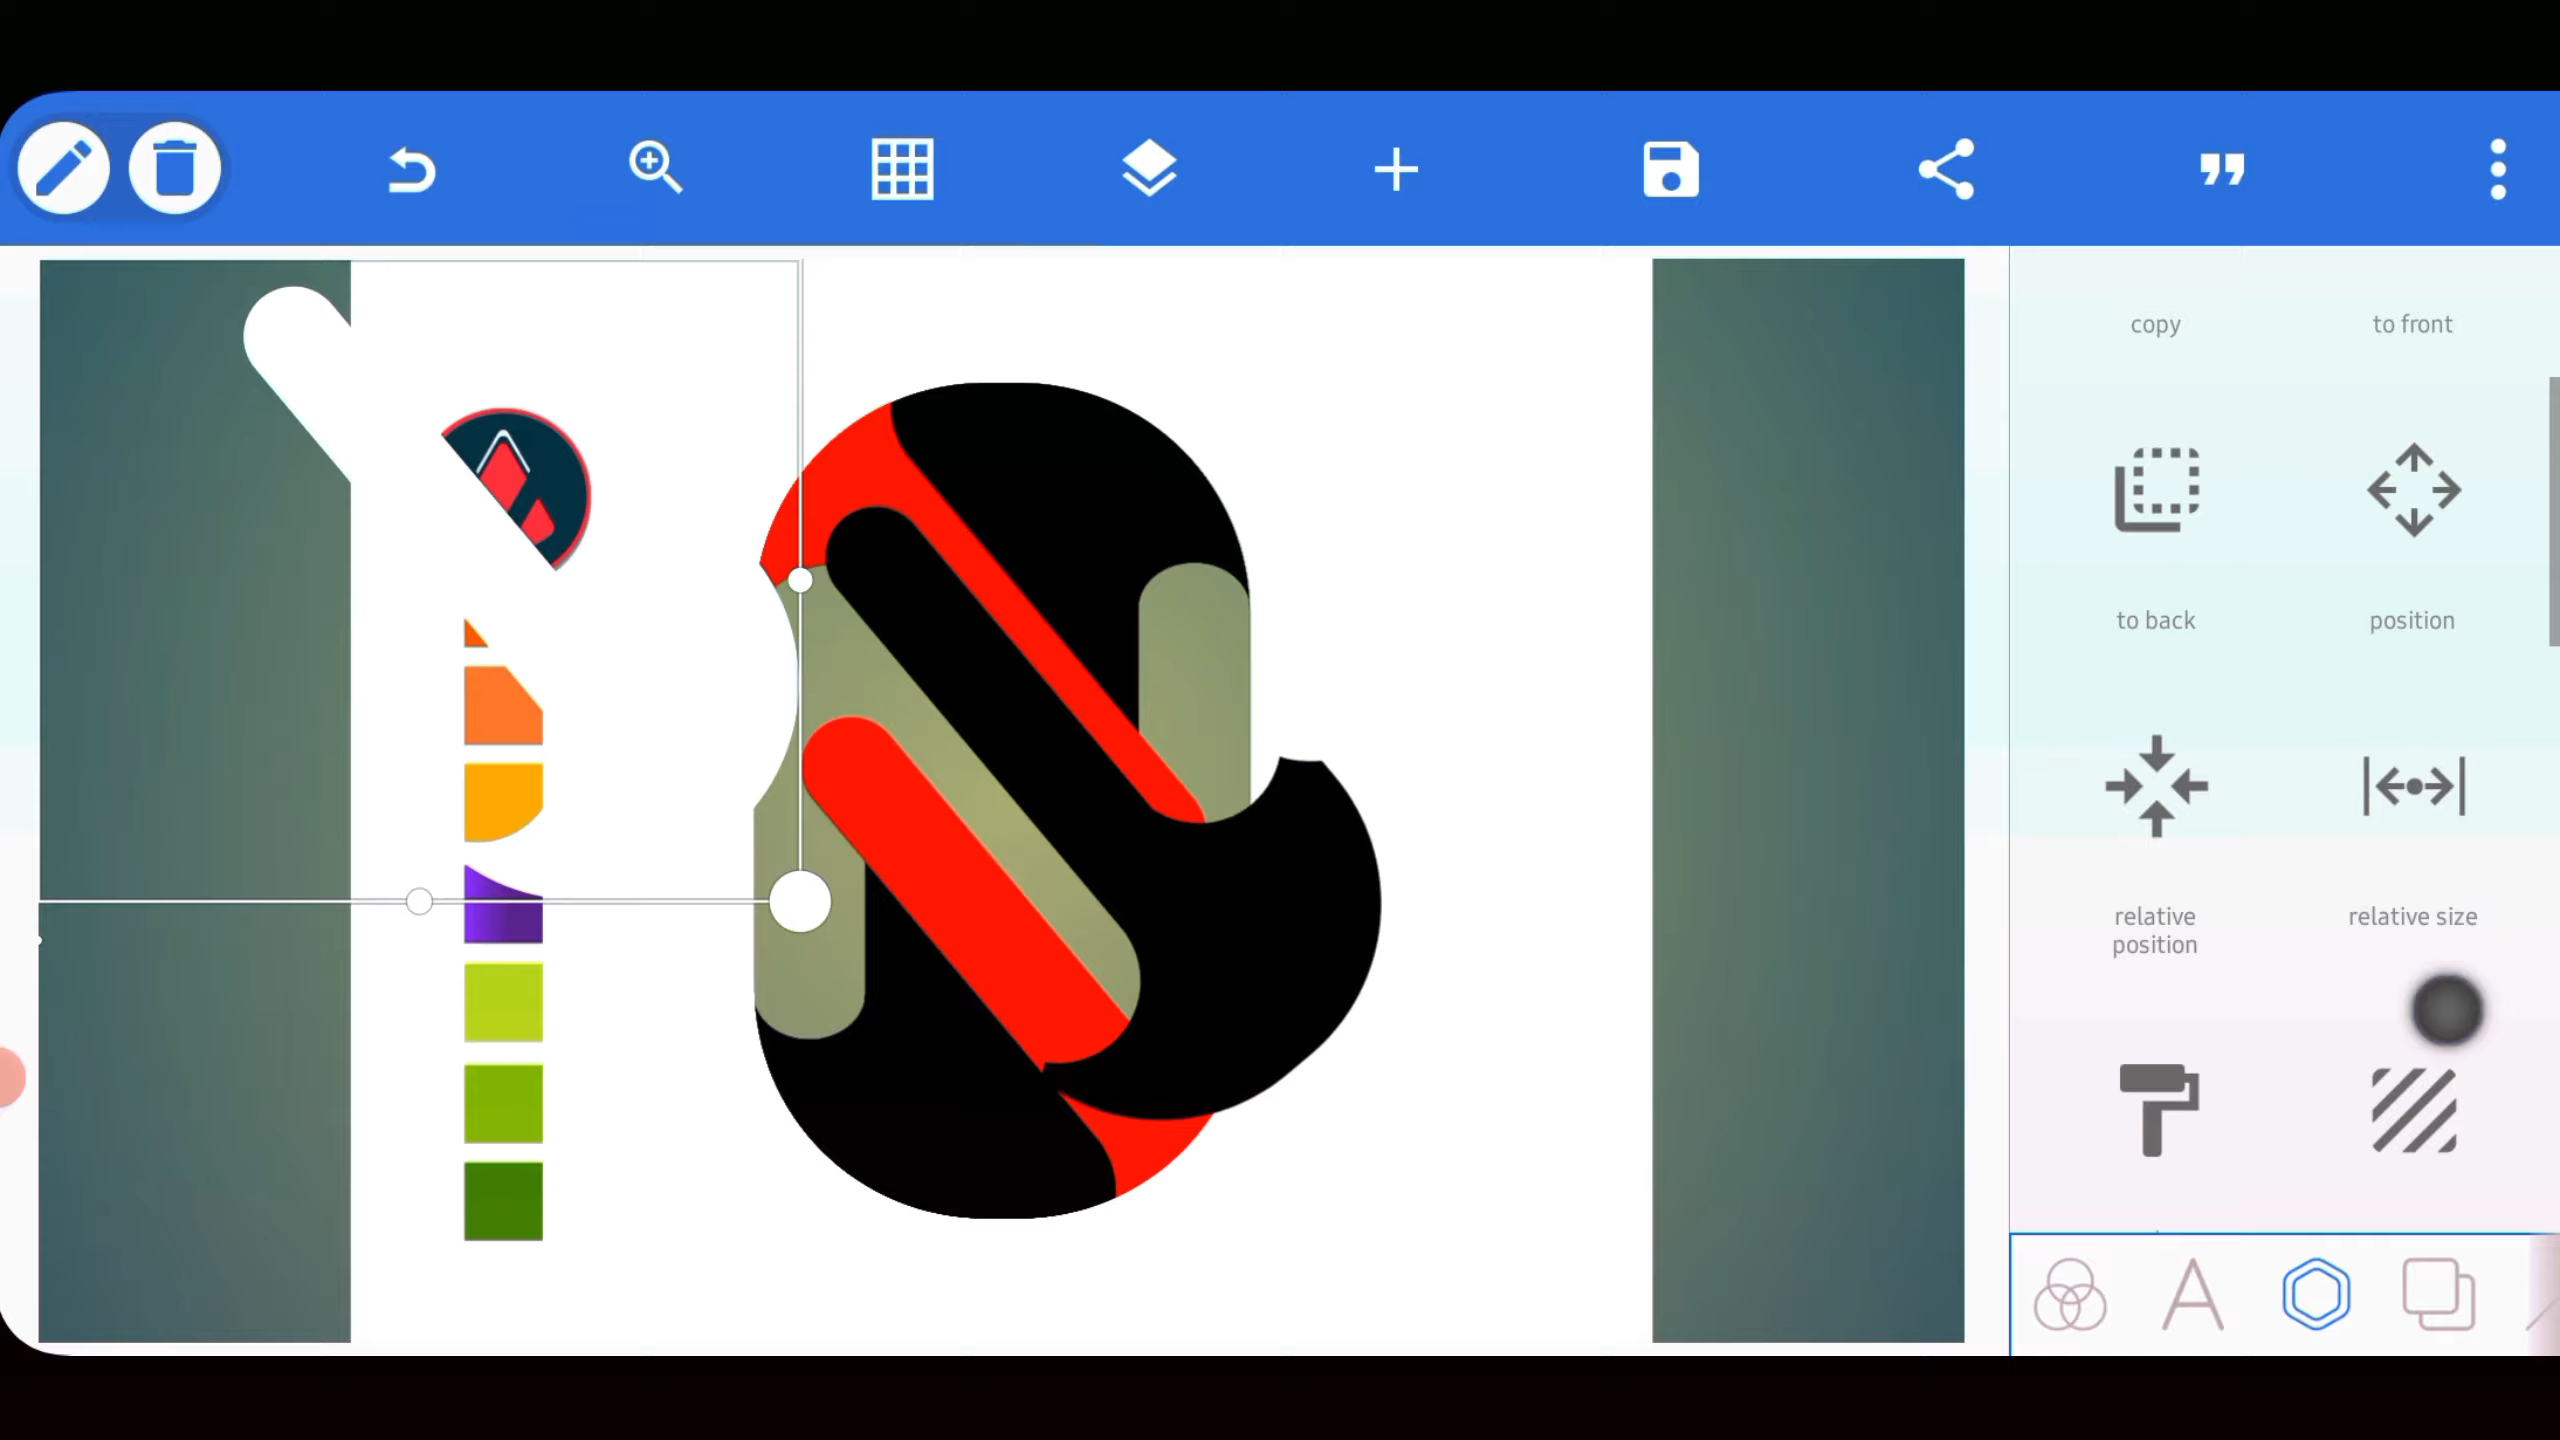 copy
to front
to back
position
relative
position
relative size